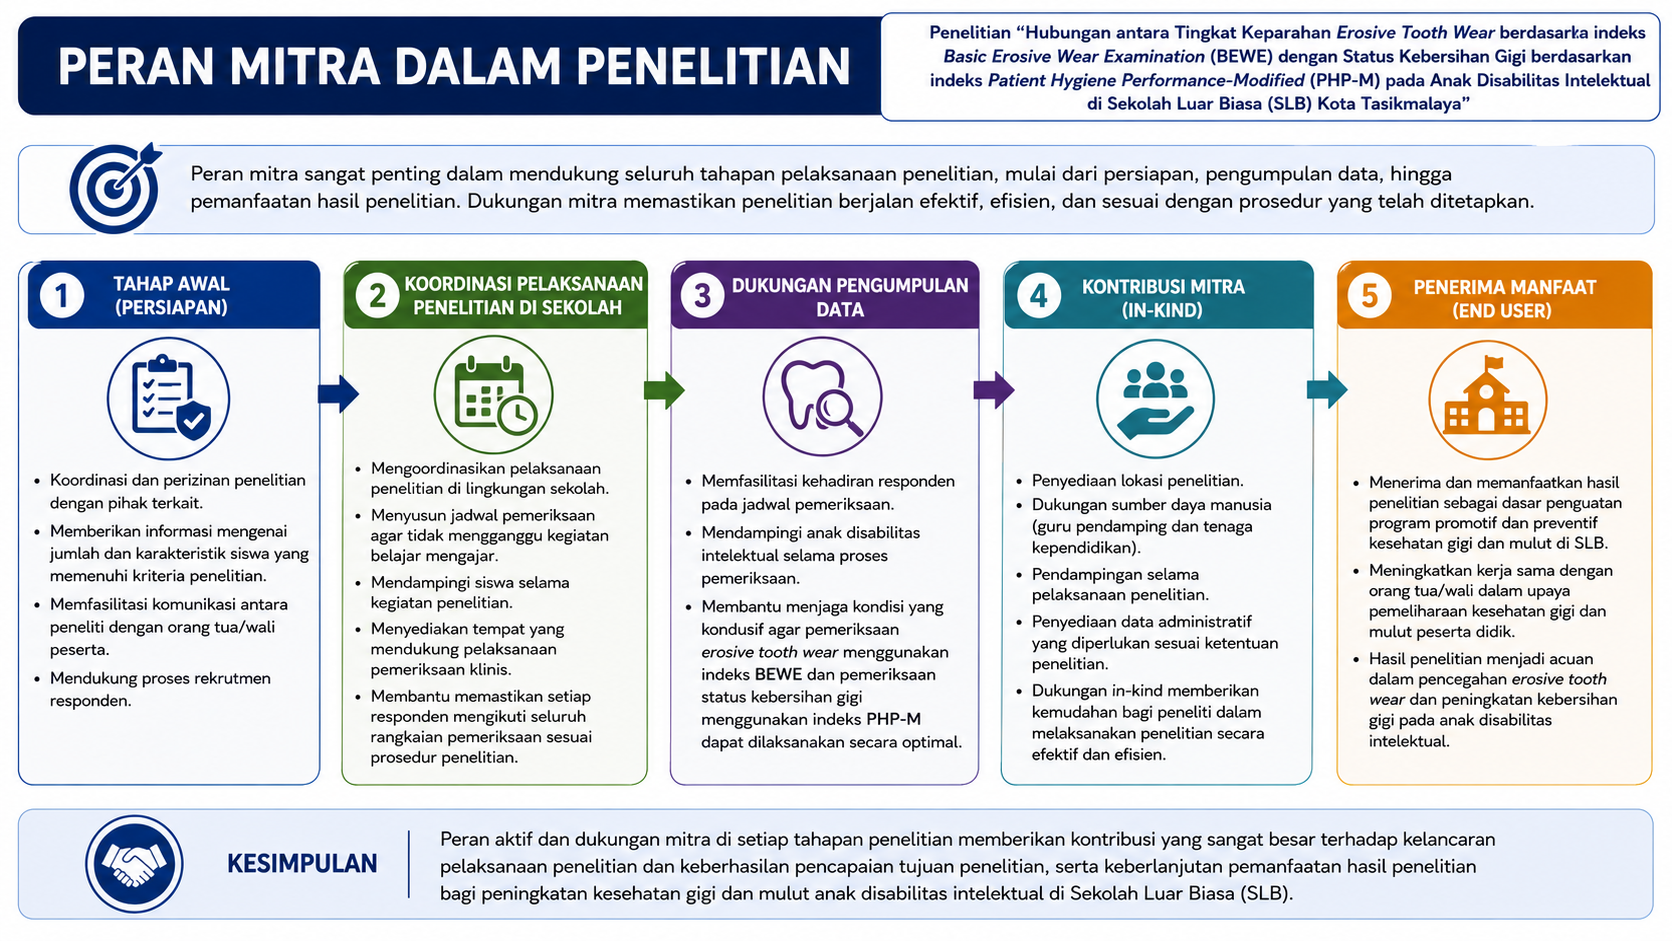 PERAN MITRA DALAM PENELITIAN
Penelitian “Hubungan antara Tingkat Keparahan Erosive Tooth Wear berdasarka indeks
Basic Erosive Wear Examination (BEWE) dengan Status Kebersihan Gigi berdasarkan
indeks Patient Hygiene Performance-Modified (PHP-M) pada Anak Disabilitas Intelektual
di Sekolah Luar Biasa (SLB) Kota Tasikmalaya”
Peran mitra sangat penting dalam mendukung seluruh tahapan pelaksanaan penelitian, mulai dari persiapan, pengumpulan data, hingga
pemanfaatan hasil penelitian. Dukungan mitra memastikan penelitian berjalan efektif, efisien, dan sesuai dengan prosedur yang telah ditetapkan.
1
TAHAP AWAL
(PERSIAPAN)
• Koordinasi dan perizinan penelitian
dengan pihak terkait.
• Memberikan informasi mengenai
jumlah dan karakteristik siswa yang
memenuhi kriteria penelitian.
• Memfasilitasi komunikasi antara
peneliti dengan orang tua/wali
peserta.
• Mendukung proses rekrutmen
responden.
2
KOORDINASI PELAKSANAAN
PENELITIAN DI SEKOLAH
• Mengoordinasikan pelaksanaan
penelitian di lingkungan sekolah.
• Menyusun jadwal pemeriksaan
agar tidak mengganggu kegiatan
belajar mengajar.
• Mendampingi siswa selama
kegiatan penelitian.
• Menyediakan tempat yang
mendukung pelaksanaan
pemeriksaan klinis.
• Membantu memastikan setiap
responden mengikuti seluruh
rangkaian pemeriksaan sesuai
prosedur penelitian.
3
DUKUNGAN PENGUMPULAN
DATA
• Memfasilitasi kehadiran responden
pada jadwal pemeriksaan.
• Mendampingi anak disabilitas
intelektual selama proses
pemeriksaan.
• Membantu menjaga kondisi yang
kondusif agar pemeriksaan
erosive tooth wear menggunakan
indeks BEWE dan pemeriksaan
status kebersihan gigi
menggunakan indeks PHP-M
dapat dilaksanakan secara optimal.
4
KONTRIBUSI MITRA
(IN-KIND)
• Penyediaan lokasi penelitian.
• Dukungan sumber daya manusia
(guru pendamping dan tenaga
kependidikan).
• Pendampingan selama
pelaksanaan penelitian.
• Penyediaan data administratif
yang diperlukan sesuai ketentuan
penelitian.
• Dukungan in-kind memberikan
kemudahan bagi peneliti dalam
melaksanakan penelitian secara
efektif dan efisien.
5
PENERIMA MANFAAT
(END USER)
• Menerima dan memanfaatkan hasil
penelitian sebagai dasar penguatan
program promotif dan preventif
kesehatan gigi dan mulut di SLB.
• Meningkatkan kerja sama dengan
orang tua/wali dalam upaya
pemeliharaan kesehatan gigi dan
mulut peserta didik.
• Hasil penelitian menjadi acuan
dalam pencegahan erosive tooth
wear dan peningkatan kebersihan
gigi pada anak disabilitas
intelektual.
KESIMPULAN
Peran aktif dan dukungan mitra di setiap tahapan penelitian memberikan kontribusi yang sangat besar terhadap kelancaran
pelaksanaan penelitian dan keberhasilan pencapaian tujuan penelitian, serta keberlanjutan pemanfaatan hasil penelitian
bagi peningkatan kesehatan gigi dan mulut anak disabilitas intelektual di Sekolah Luar Biasa (SLB).